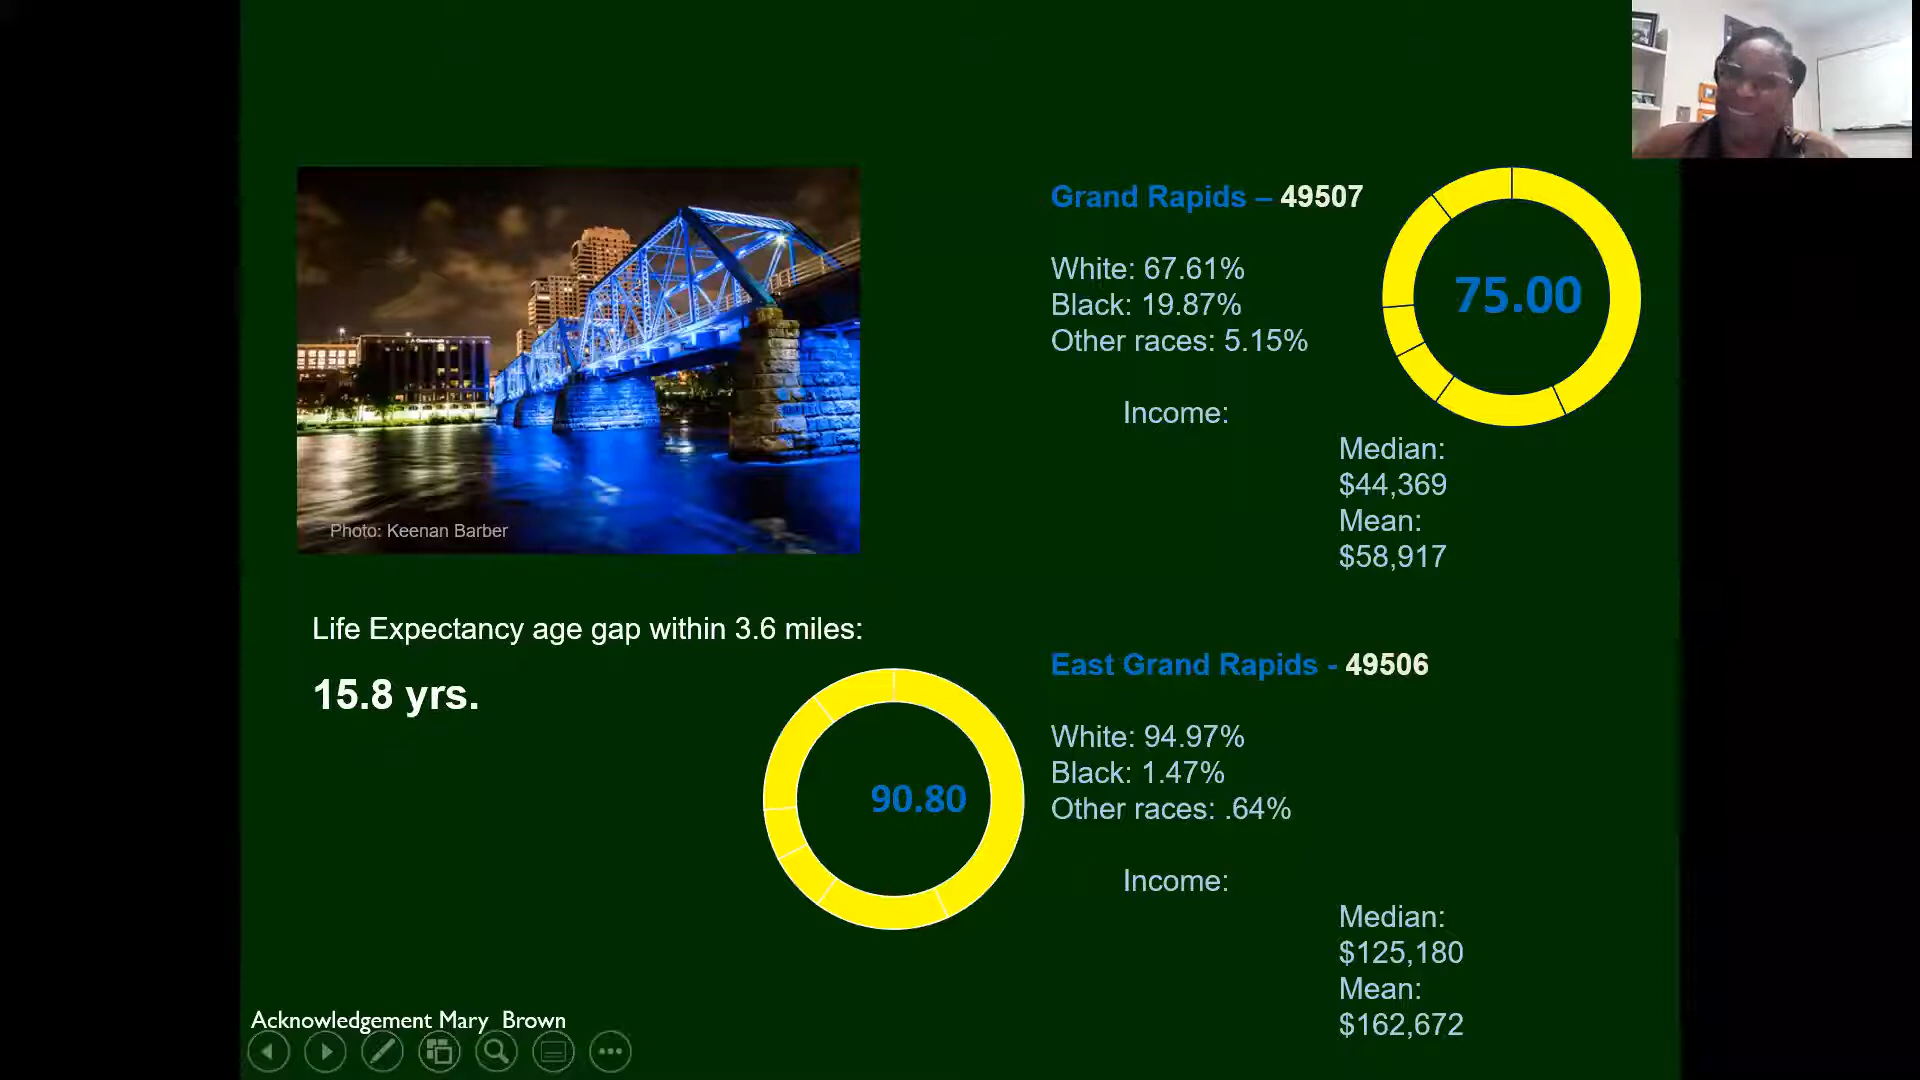 Grand Rapids – 49507
White: 67.61%
Black: 19.87%
Other races: 5.15%
75.00
Income:
Median:
$44,369
Mean:
$58,917
Photo: Keenan Barber
Life Expectancy age gap within 3.6 miles:
15.8 yrs.
90.80
East Grand Rapids - 49506
White: 94.97%
Black: 1.47%
Other races: .64%
Income:
Median:
$125,180
Mean:
$162,672
Acknowledgement Mary Brown